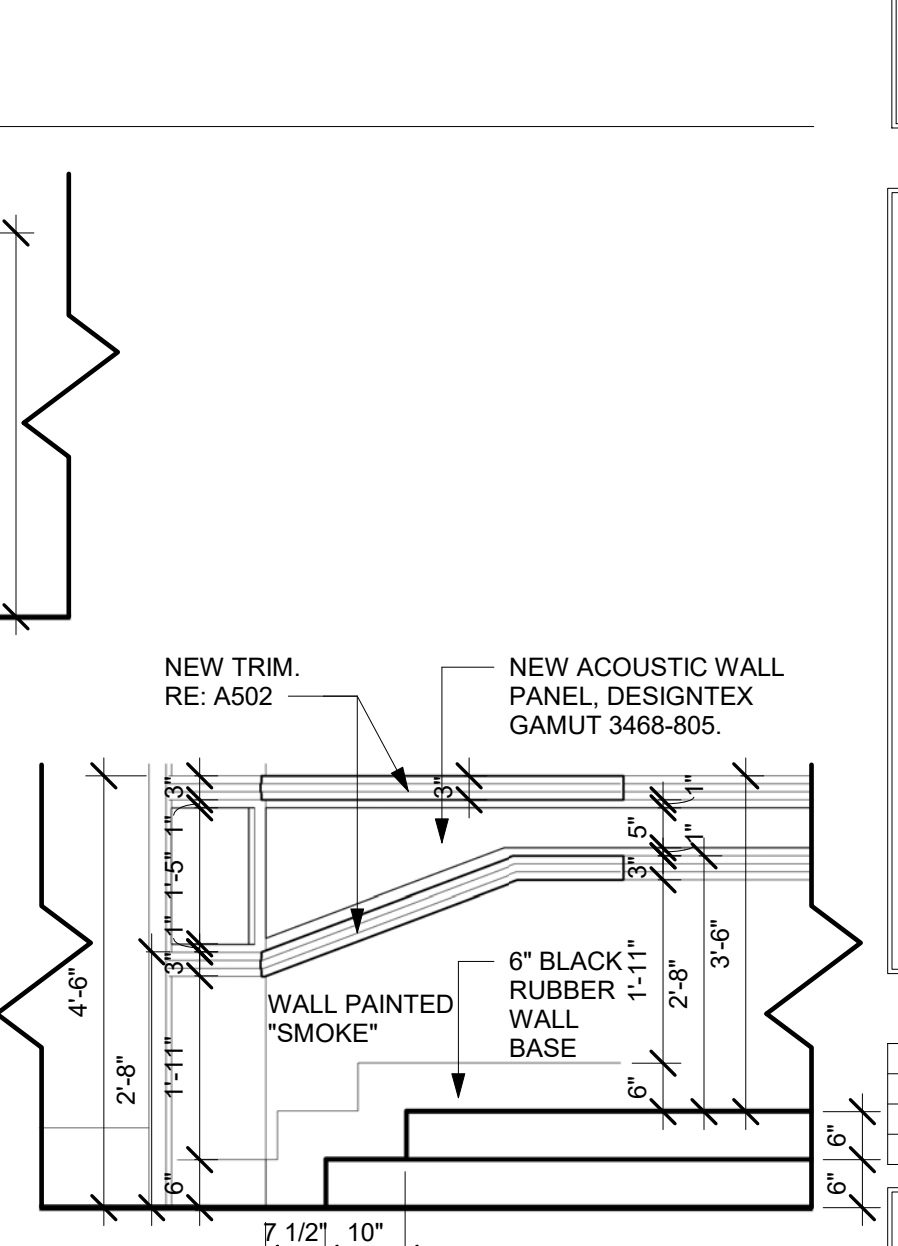 NEW TRIM.
RE: A502
NEW ACOUSTIC WALL
PANEL, DESIGNTEX
GAMUT 3468-805.
3"
1"
1'-5"
1"
3"
4'-6"
2'-8"
1'-11"
6"
3"
WALL PAINTED
"SMOKE"
6" BLACK
RUBBER
WALL
BASE
1"
5"
1"
3"
1'-11"
2'-8"
3'-6"
6"
6"
6"
7 1/2"
10"